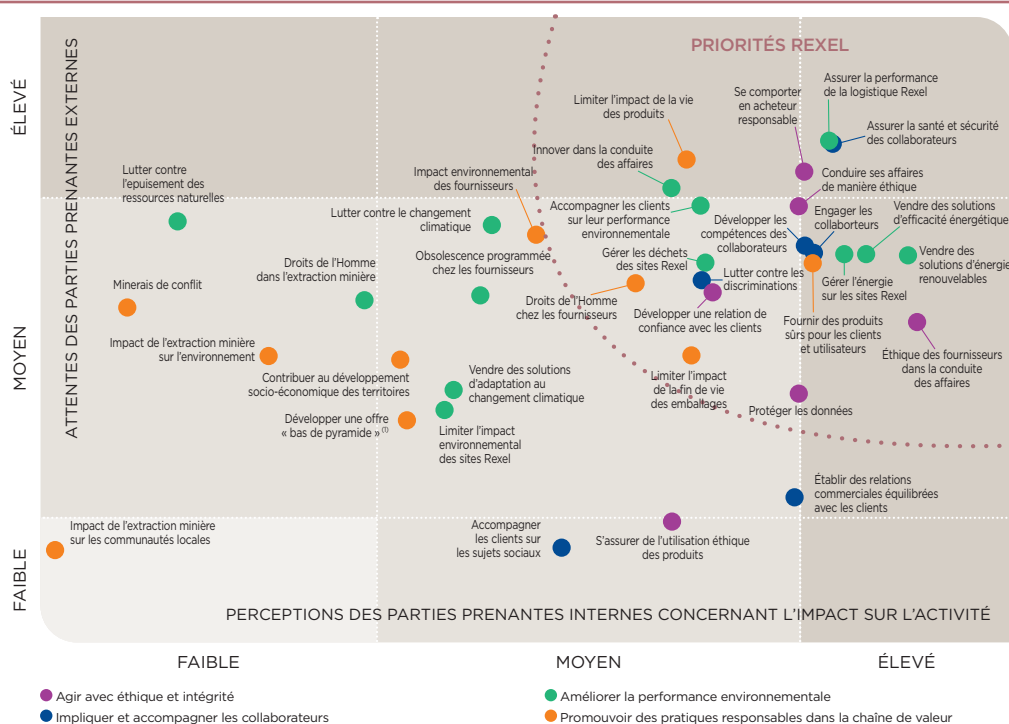 PRIORITÉS REXEL
ATTENTES DES PARTIES PRENANTES EXTERNES
ÉLEVÉ
MOYEN
FAIBLE
Assurer la performance
de la logistique Rexel
Se comporter
en acheteur
responsable
Limiter l'impact de la vie
des produits
Assurer la santé et sécurité
des collaborateurs
Innover dans la conduite
des affaires
Lutter contre
l'epuisement des
ressources naturelles
Impact environnemental
des fournisseurs
Conduire ses affaires
de manière éthique
Lutter contre le changement
climatique
Accompagner les clients
sur leur performance
environnementale
Développer les
compétences des
collaborateurs
Engager les
collaborteurs
Vendre des solutions
d'efficacité énergétique
Droits de l'Homme
dans l'extraction minière
Obsolescence programmée
chez les fournisseurs
Gérer les déchets
des sites Rexel
Vendre des
solutions d'énergie
renouvelables
Minerais de conflit
Droits de l'Homme
chez les fournisseurs
Lutter contre les
discriminations
Gérer l'énergie
sur les sites Rexel
Développer une relation de
confiance avec les clients
Fournir des produits
sûrs pour les clients
et utilisateurs
Impact de l'extraction minière
sur l'environnement
Éthique des fournisseurs
dans la conduite
des affaires
Contribuer au développement
socio-économique des territoires
Vendre des solutions
d'adaptation au
changement climatique
Limiter l'impact
de la fin de vie
des emballages
Protéger les données
Développer une offre
« bas de pyramide » (1)
Limiter l'impact
environnemental
des sites Rexel
Établir des relations
commerciales équilibrées
avec les clients
Impact de l'extraction minière
sur les communautés locales
Accompagner
les clients sur
les sujets sociaux
S'assurer de l'utilisation éthique
des produits
PERCEPTIONS DES PARTIES PRENANTES INTERNES CONCERNANT L'IMPACT SUR L'ACTIVITÉ
FAIBLE
MOYEN
ÉLEVÉ
Agir avec éthique et intégrité
Améliorer la performance environnementale
Impliquer et accompagner les collaborateurs
Promouvoir des pratiques responsables dans la chaîne de valeur